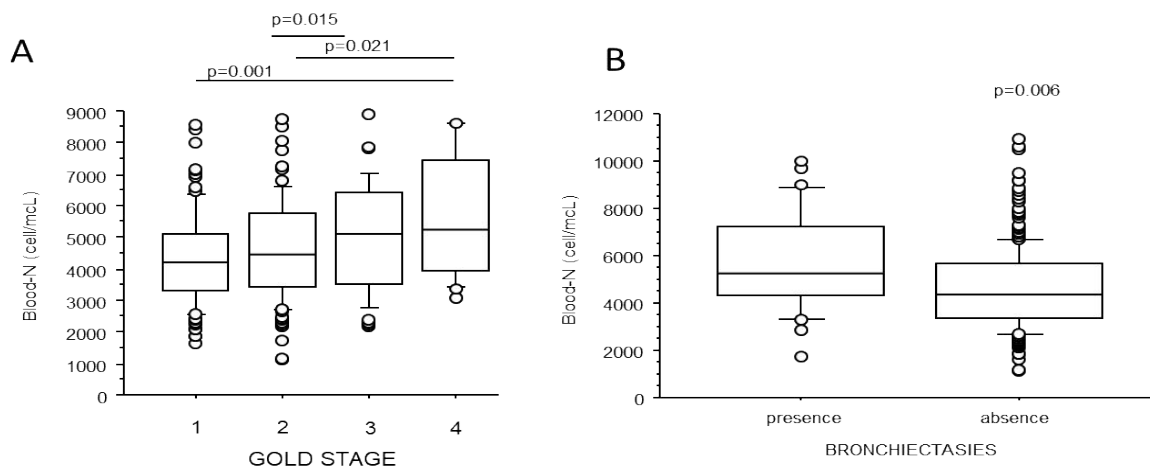 A
p=0.015
p=0.021
p=0.001
Blood-N (cell/mcL)
9000
8000
7000
6000
5000
4000
3000
2000
1000
0
1 2 3 4
GOLD STAGE
B
p=0.006
Blood-N (cell/mcL)
12000
10000
8000
6000
4000
2000
0
presence absence
BRONCHIECTASIES